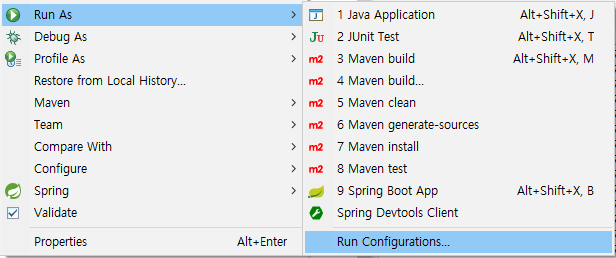 Run As
Debug As
Profile As
Restore from Local History...
Maven
Team
Compare With
Configure
Spring
Validate
Properties Alt+Enter
1 Java Application Alt+Shift+X, J
Ju 2 JUnit Test Alt+Shift+X, T
m2 3 Maven build Alt+Shift+X, M
m2 4 Maven build...
m2 5 Maven clean
m2 6 Maven generate-sources
m2 7 Maven install
m2 8 Maven test
9 Spring Boot App Alt+Shift+X, B
Spring Devtools Client
Run Configurations...